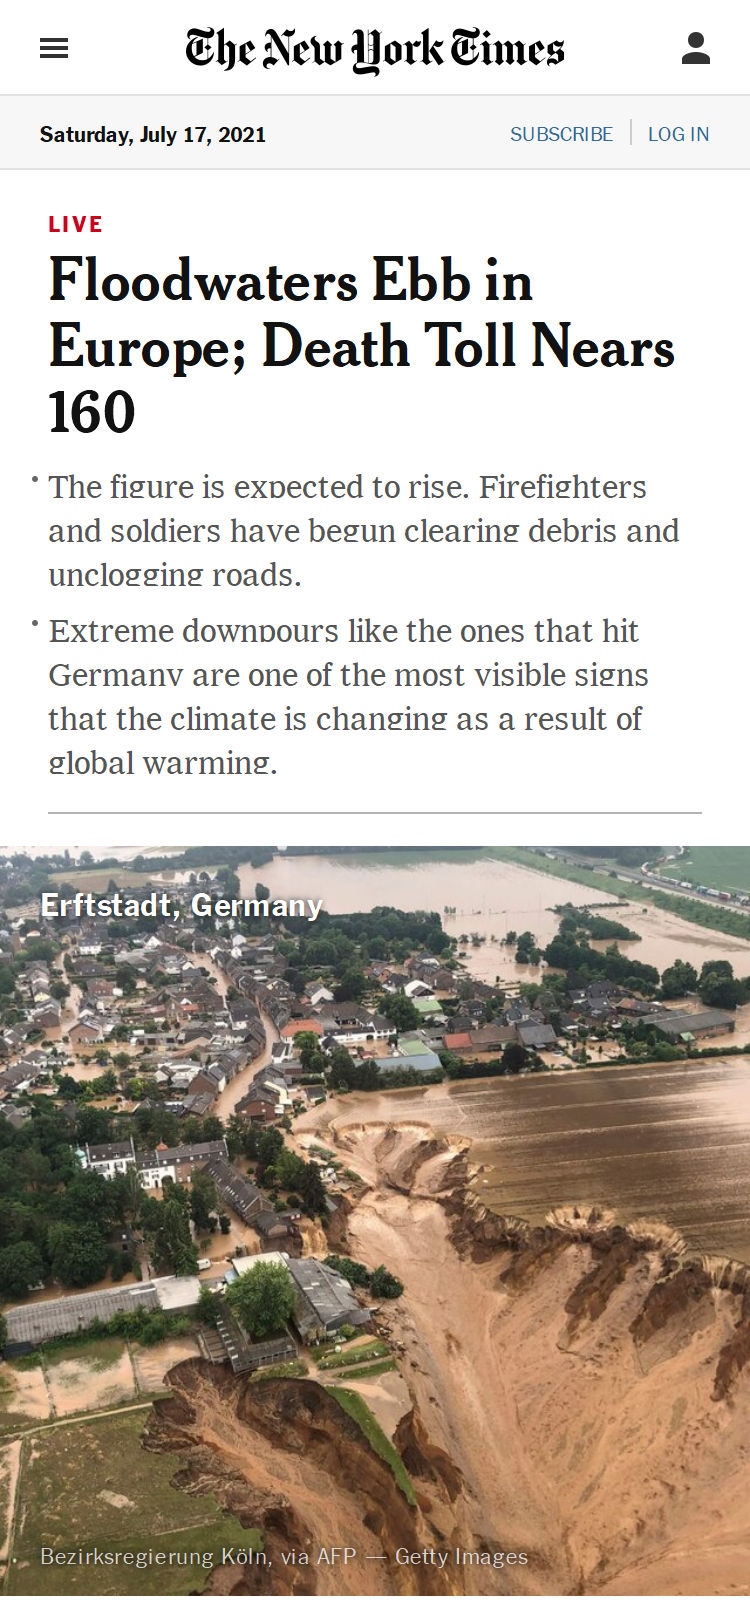 The New York Times
Saturday, July 17, 2021
SUBSCRIBE
LOG IN
LIVE
Floodwaters Ebb in
Europe; Death Toll Nears
160
• The figure is expected to rise. Firefighters
and soldiers have begun clearing debris and
unclogging roads.
• Extreme downpours like the ones that hit
Germany are one of the most visible signs
that the climate is changing as a result of
global warming.
Erftstadt, Germany
Bezirksregierung Köln, via AFP — Getty Images